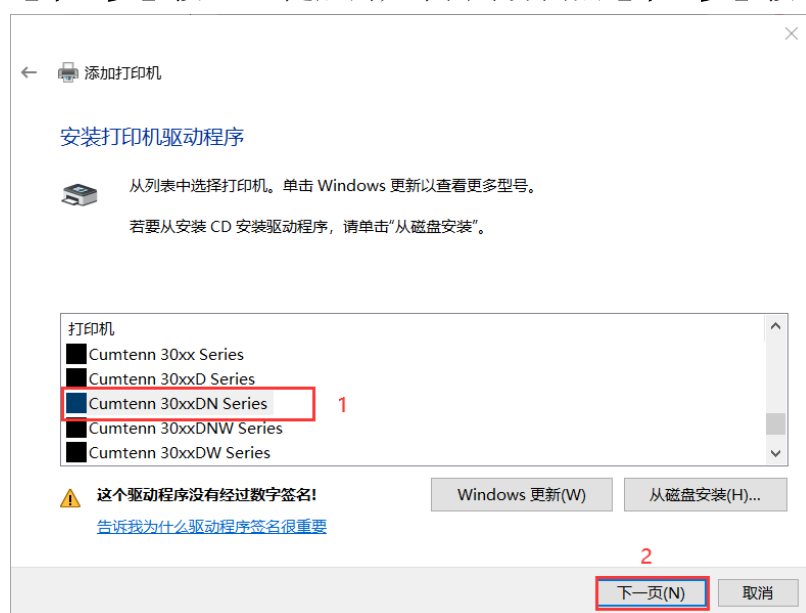 添加打印机
安装打印机驱动程序
从列表中选择打印机。单击 Windows 更新以查看更多型号。
若要从安装 CD 安装驱动程序，请单击“从磁盘安装”。
打印机
Cumtenn 30xx Series
Cumtenn 30xxD Series
Cumtenn 30xxDN Series 1
Cumtenn 30xxDNW Series
Cumtenn 30xxDW Series
这个驱动程序没有经过数字签名!
Windows 更新(W) 从磁盘安装(H)...
告诉我为什么驱动程序签名很重要
2
下一页(N) 取消